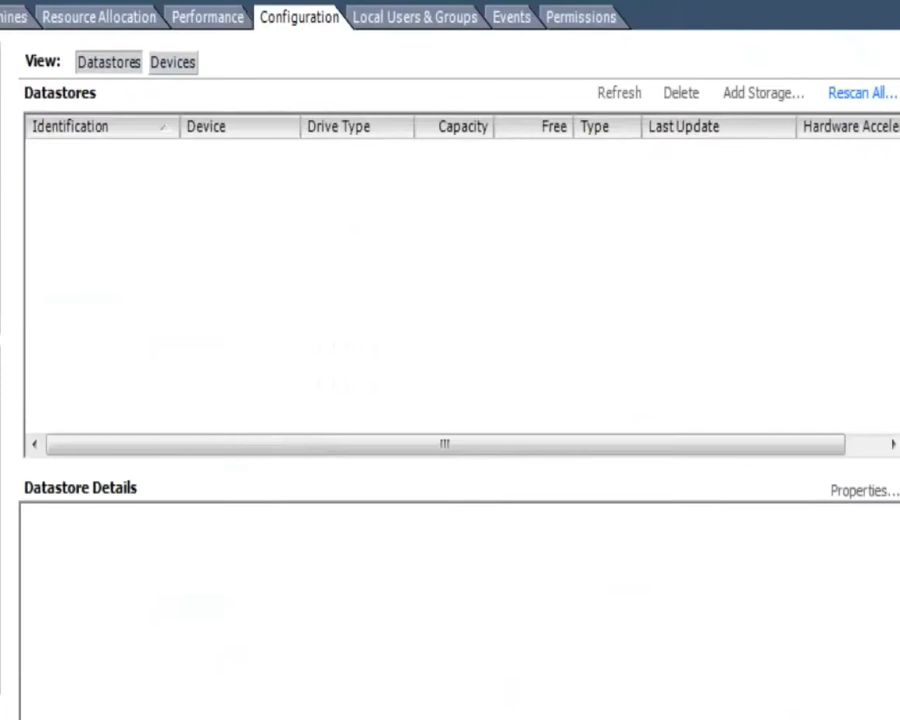 ines Resource Allocation Performance Configuration Local Users & Groups Events Permissions
View: Datastores Devices
Datastores Refresh Delete Add Storage... Rescan All...
Identification Device Drive Type Capacity Free Type Last Update Hardware Accele
Datastore Details Properties...